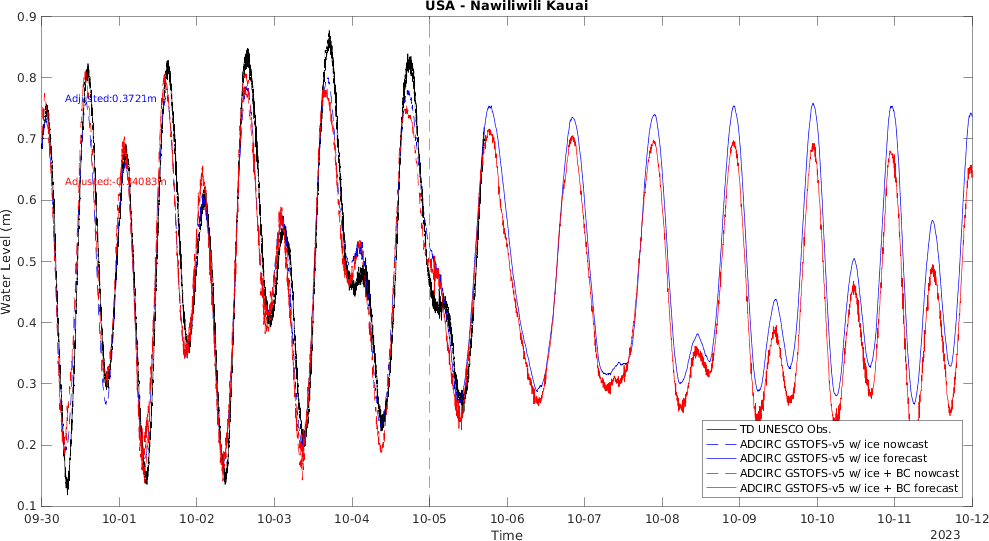 USA - Nawiliwili Kauai
0.9
0.8
0.7
0.6
0.5
0.4
0.3
0.2
0.1
Water Level (m)
Adjusted:0.3721m
Adjusted:-0.34083m
TD UNESCO Obs.
ADCIRC GSTOFS-v5 w/ ice nowcast
ADCIRC GSTOFS-v5 w/ ice forecast
ADCIRC GSTOFS-v5 w/ ice + BC nowcast
ADCIRC GSTOFS-v5 w/ ice + BC forecast
09-30 10-01 10-02 10-03 10-04 10-05 10-06 10-07 10-08 10-09 10-10 10-11 10-12
Time
2023